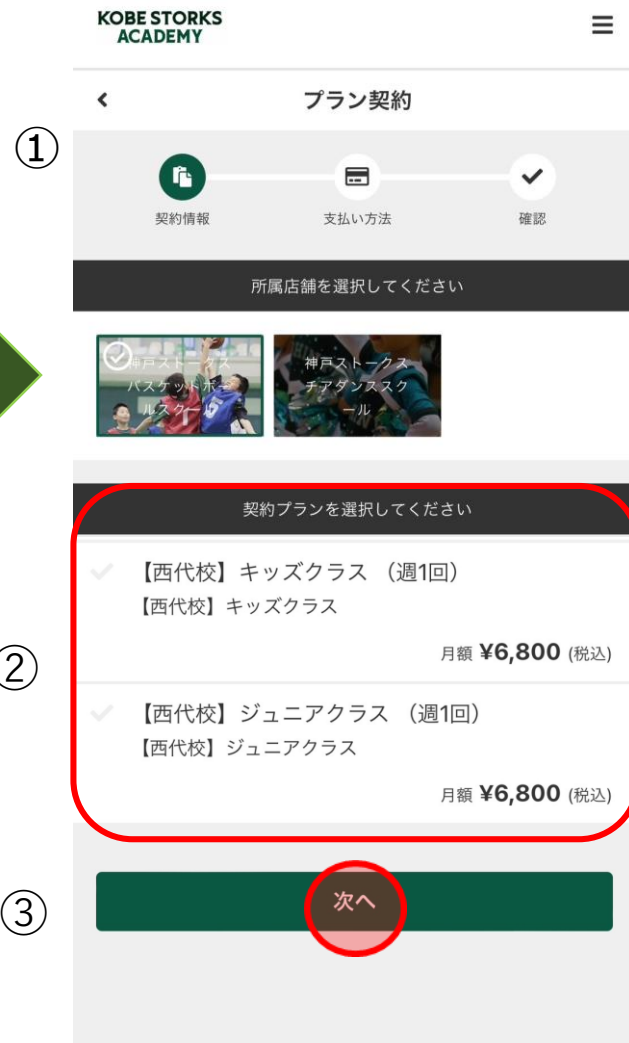 KOBE STORKS
ACADEMY
プラン契約
①
契約情報
支払い方法
確認
所属店舗を選択してください
神戸ストークス
バスケットボー
ルスクール
神戸ストークス
チアダンススク
ール
契約プランを選択してください
【西代校】キッズクラス （週1回）
【西代校】キッズクラス
月額 ¥6,800 (税込)
②
【西代校】ジュニアクラス （週1回）
【西代校】ジュニアクラス
月額 ¥6,800 (税込)
③
次へ